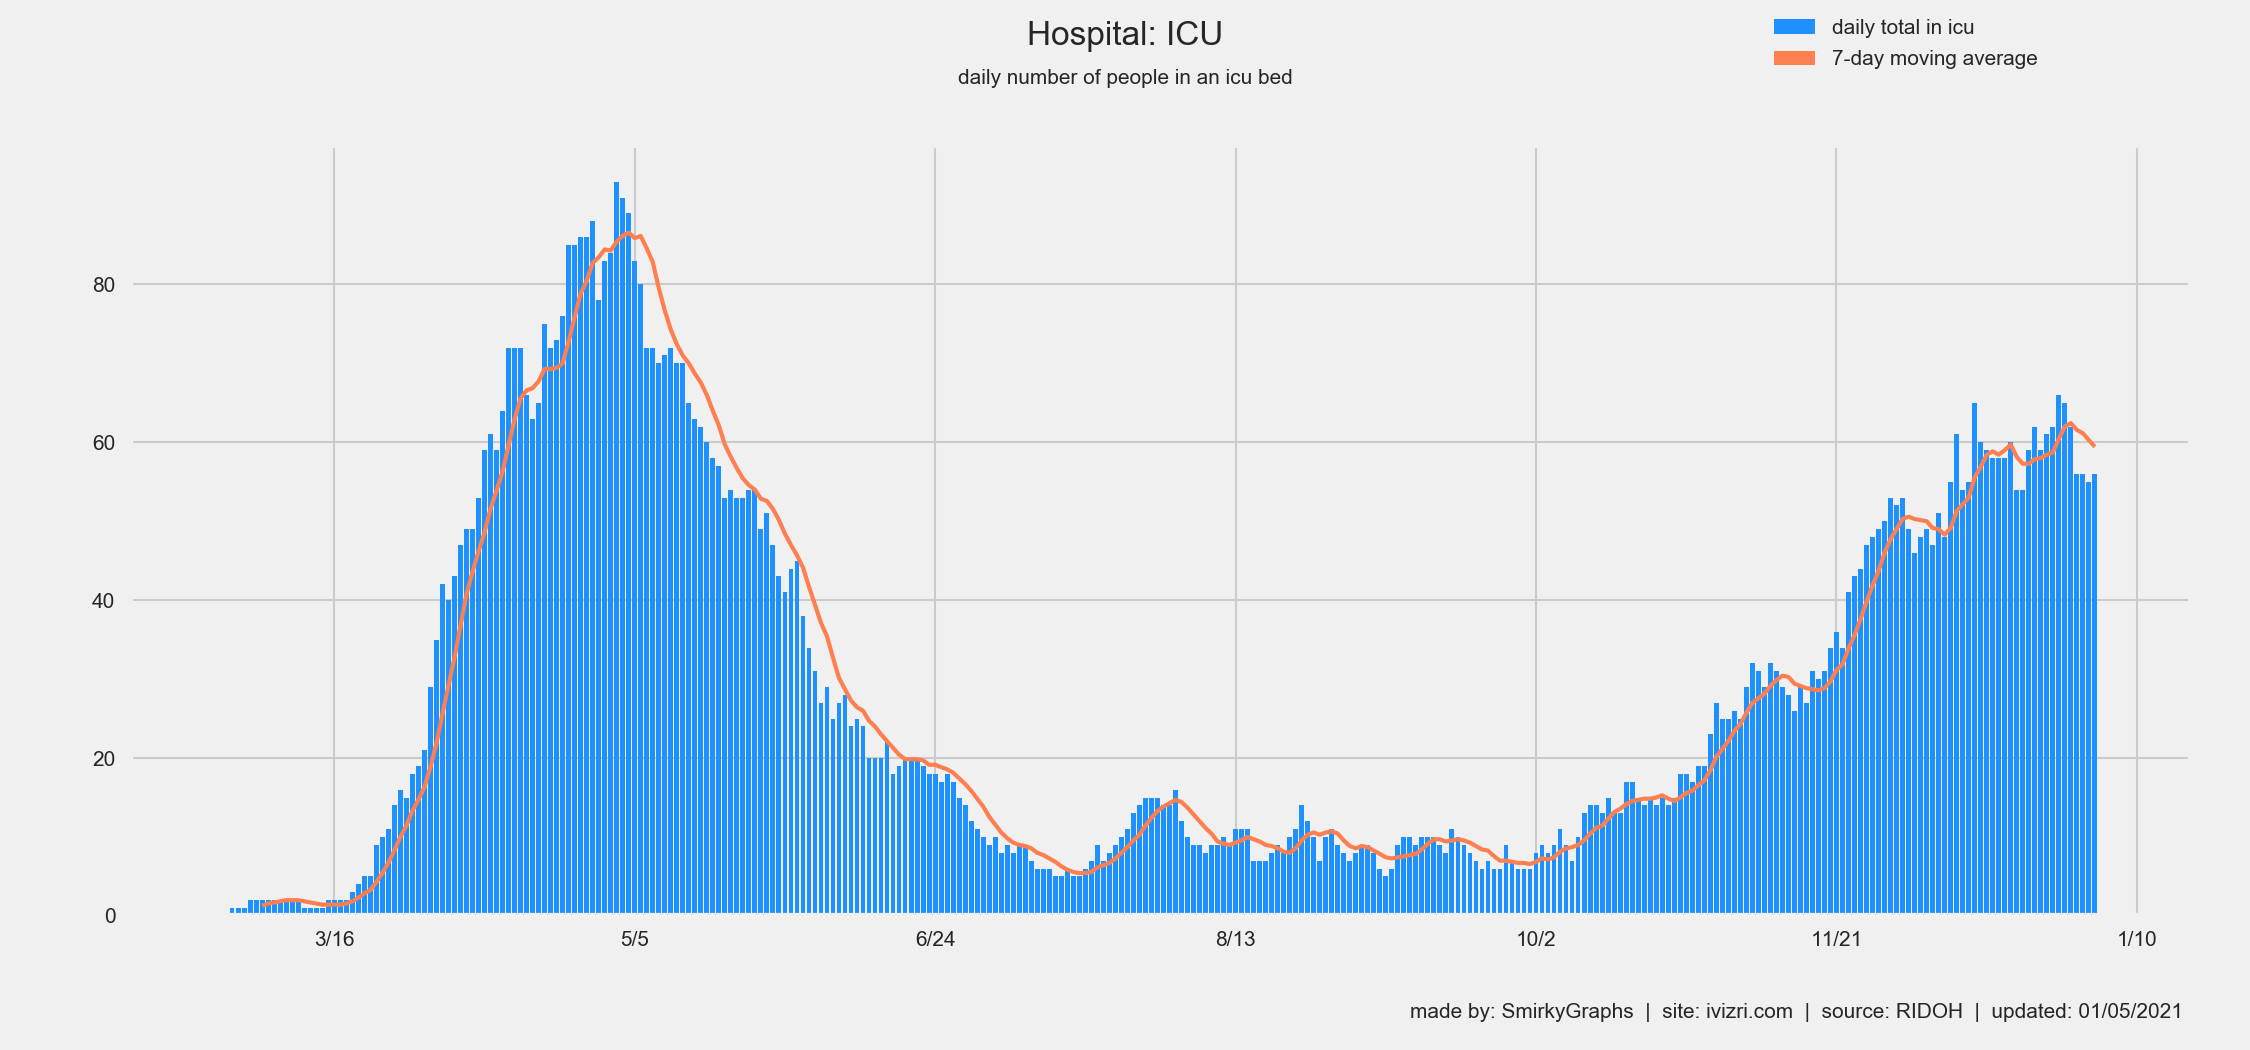 Hospital: ICU
daily number of people in an icu bed
daily total in icu
7-day moving average
80
60
40
20
0
3/16 5/5 6/24 8/13 10/2 11/21 1/10
made by: SmirkyGraphs | site: ivizri.com | source: RIDOH | updated: 01/05/2021